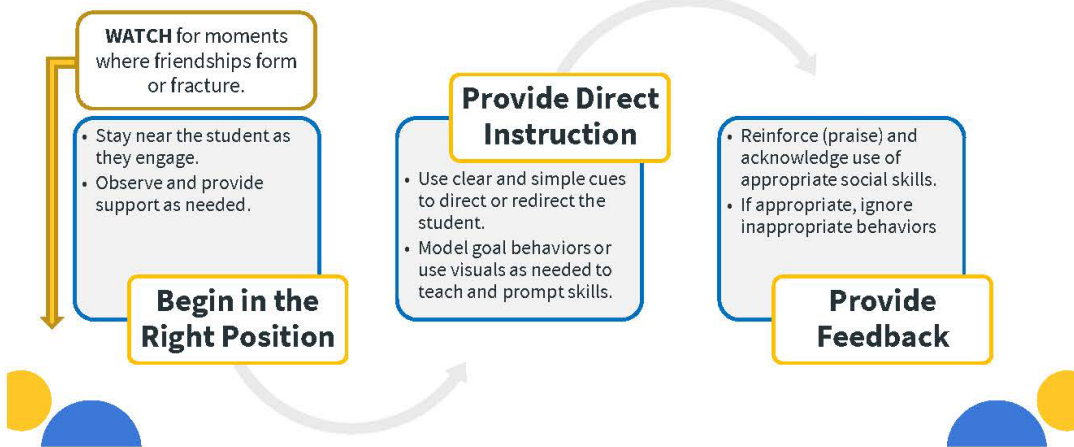 WATCH for moments
where friendships form
or fracture.
• Stay near the student as
they engage.
• Observe and provide
support as needed.
Begin in the
Right Position
Provide Direct
Instruction
• Use clear and simple cues
to direct or redirect the
student.
• Model goal behaviors or
use visuals as needed to
teach and prompt skills.
• Reinforce (praise) and
acknowledge use of
appropriate social skills.
• If appropriate, ignore
inappropriate behaviors
Provide
Feedback